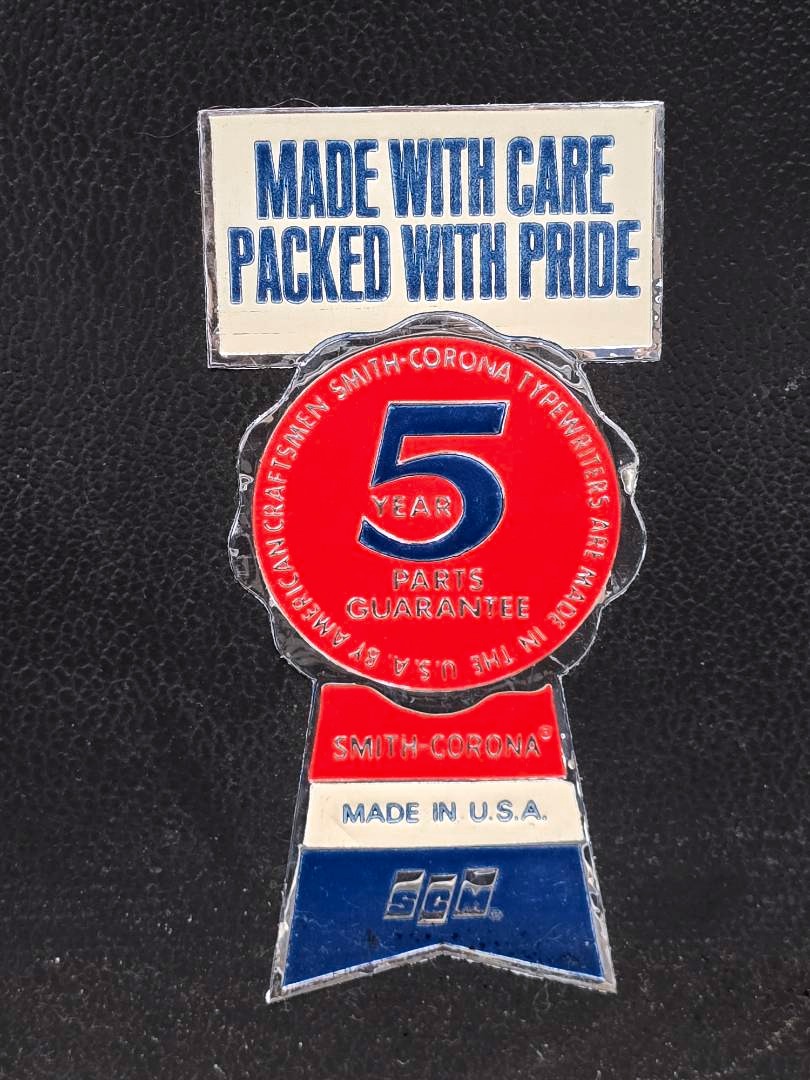 MADE WITH CARE
PACKED WITH PRIDE
SMITH-CORONA TYPEWRITERS ARE MADE IN THE U.S.A. BY AMERICAN CRAFTSMEN
5
YEAR
PARTS
GUARANTEE
SMITH-CORONA®
MADE IN U.S.A.
SCM®